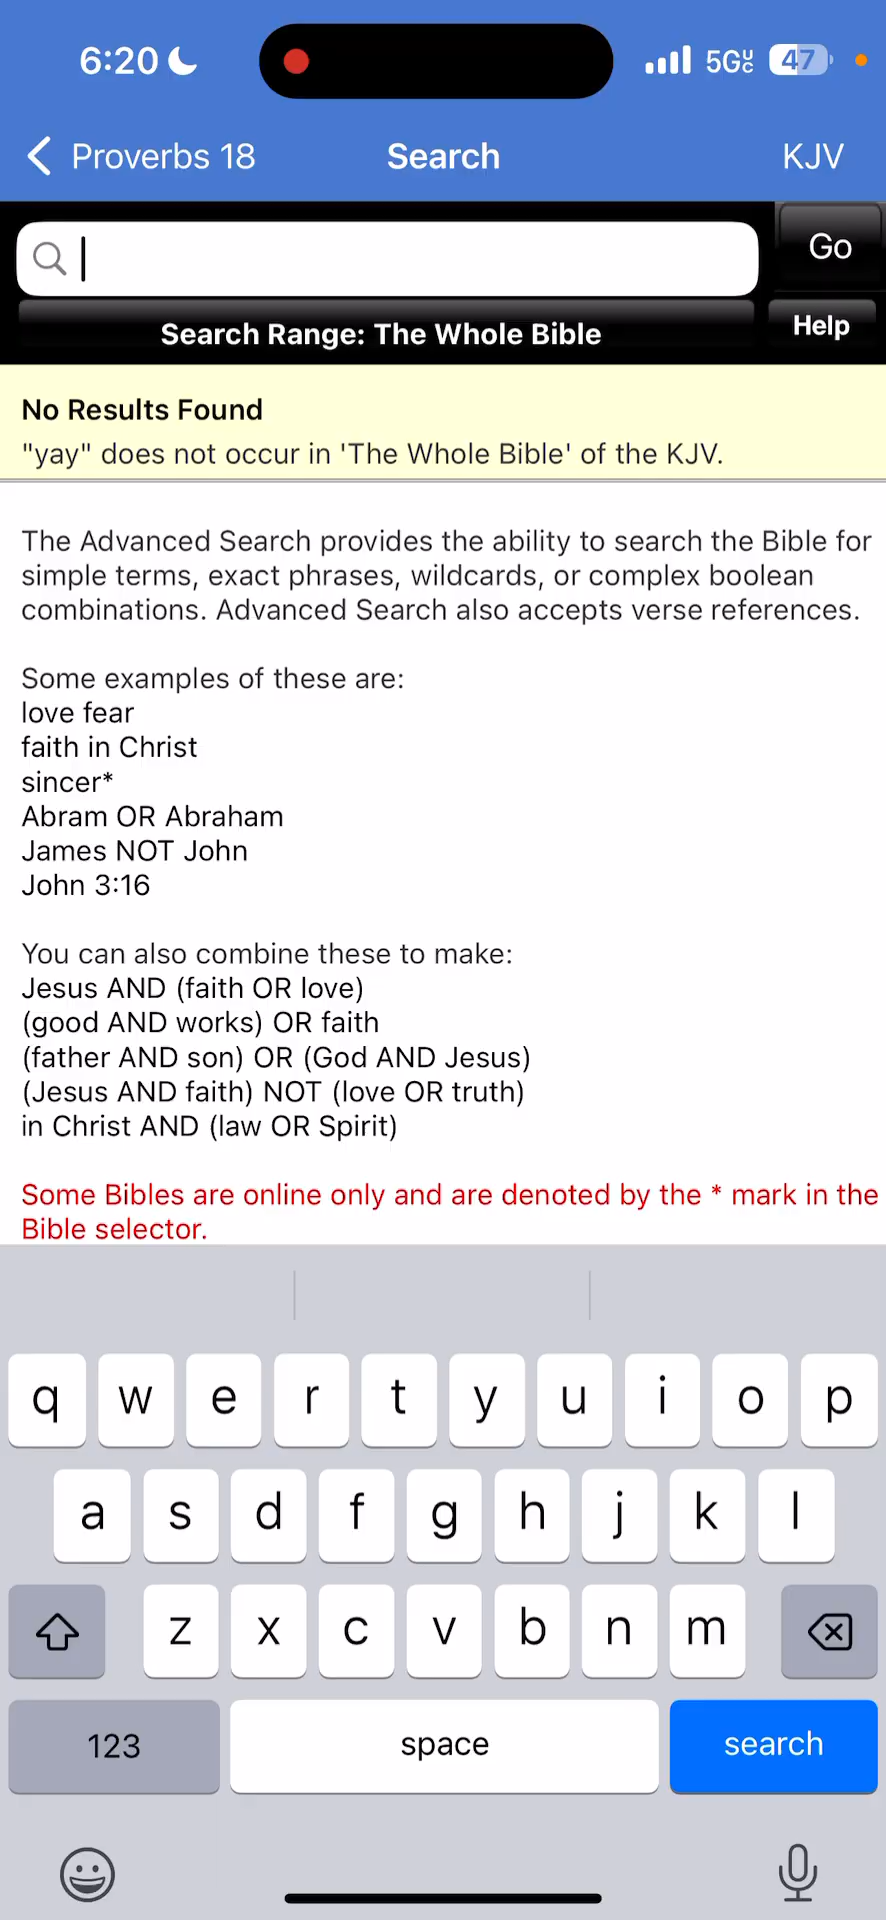 6:20 5GUC 47
Proverbs 18 Search KJV
Go
Search Range: The Whole Bible Help
No Results Found
"yay" does not occur in 'The Whole Bible' of the KJV.
The Advanced Search provides the ability to search the Bible for
simple terms, exact phrases, wildcards, or complex boolean
combinations. Advanced Search also accepts verse references.
Some examples of these are:
love fear
faith in Christ
sincer*
Abram OR Abraham
James NOT John
John 3:16
You can also combine these to make:
Jesus AND (faith OR love)
(good AND works) OR faith
(father AND son) OR (God AND Jesus)
(Jesus AND faith) NOT (love OR truth)
in Christ AND (law OR Spirit)
Some Bibles are online only and are denoted by the * mark in the
Bible selector.
q w e r t y u i o p
a s d f g h j k l
z x c v b n m
123 space search